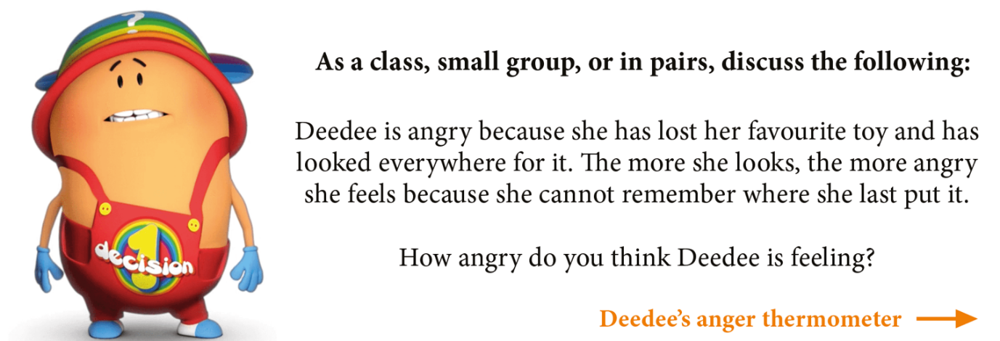 ?
As a class, small group, or in pairs, discuss the following:
Deedee is angry because she has lost her favourite toy and has
looked everywhere for it. The more she looks, the more angry
she feels because she cannot remember where she last put it.
How angry do you think Deedee is feeling?
1
decision
Deedee’s anger thermometer